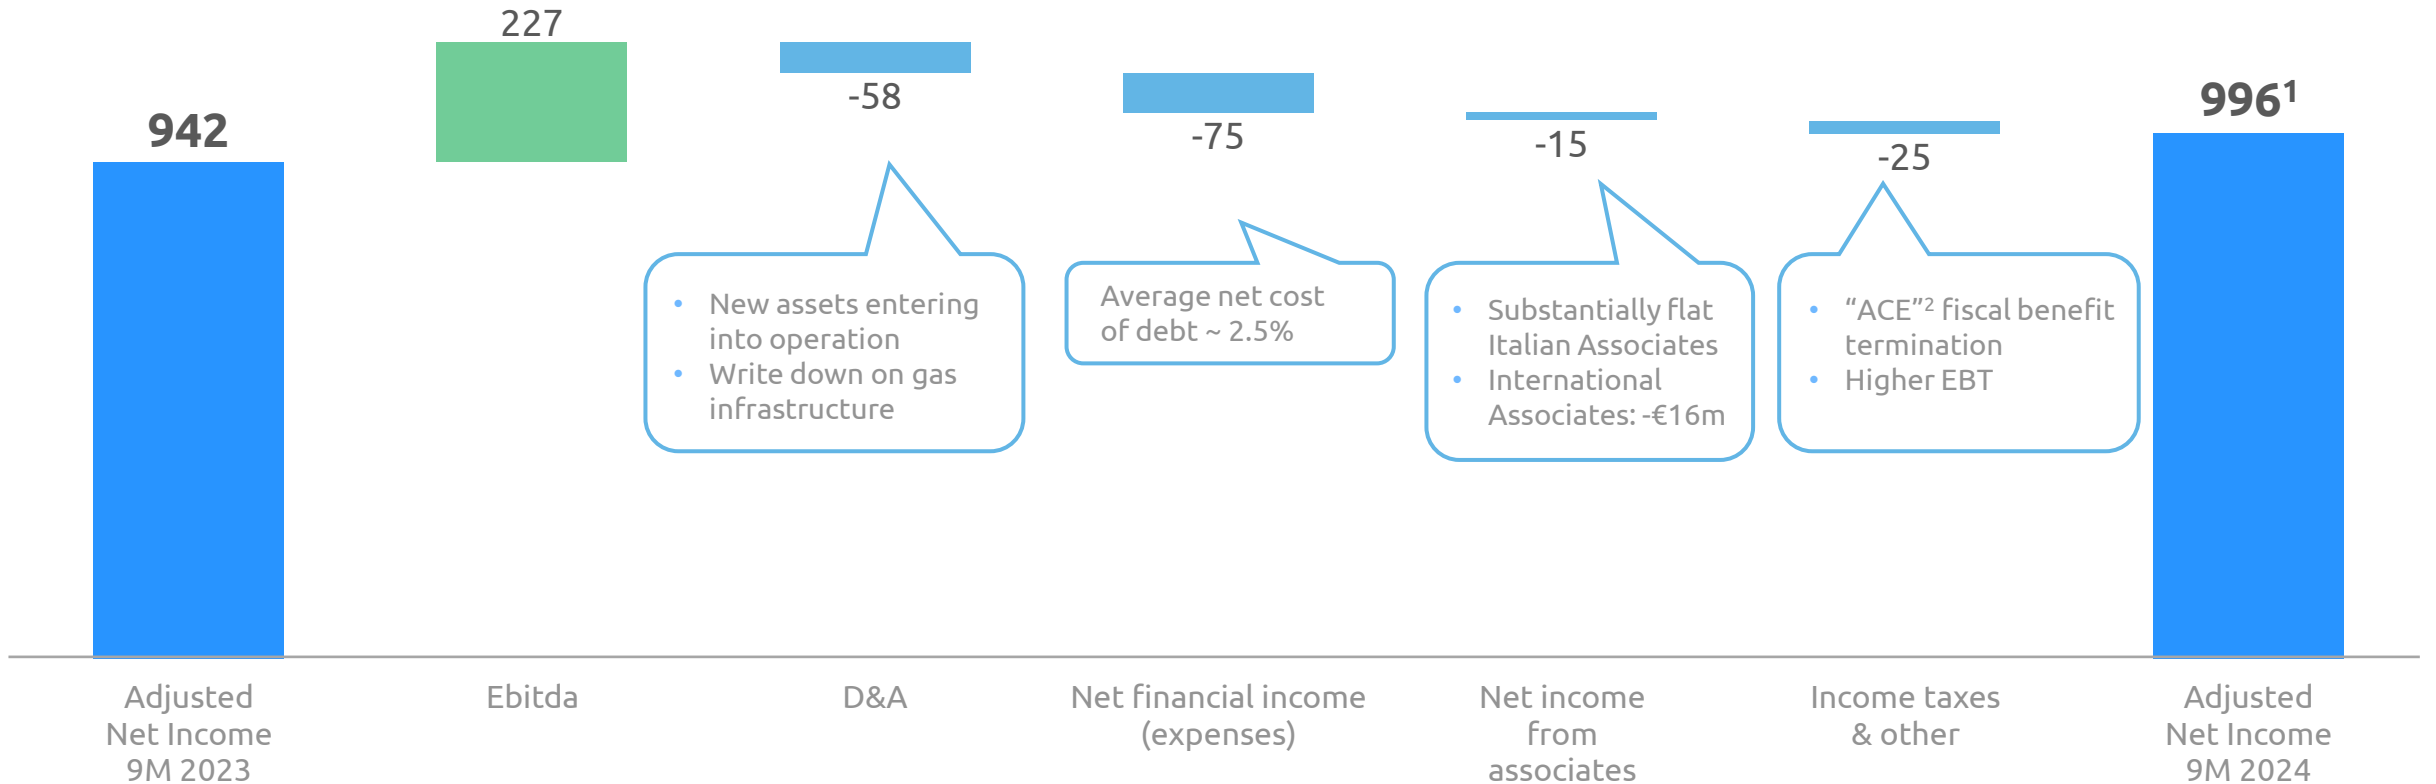 227
-58
-75
-15
-25
942
996¹
• New assets entering
into operation
• Write down on gas
infrastructure
Average net cost
of debt ~ 2.5%
• Substantially flat
Italian Associates
• International
Associates: -€16m
• “ACE”² fiscal benefit
termination
• Higher EBT
Adjusted
Net Income
9M 2023
Ebitda
D&A
Net financial income
(expenses)
Net income
from
associates
Income taxes
& other
Adjusted
Net Income
9M 2024